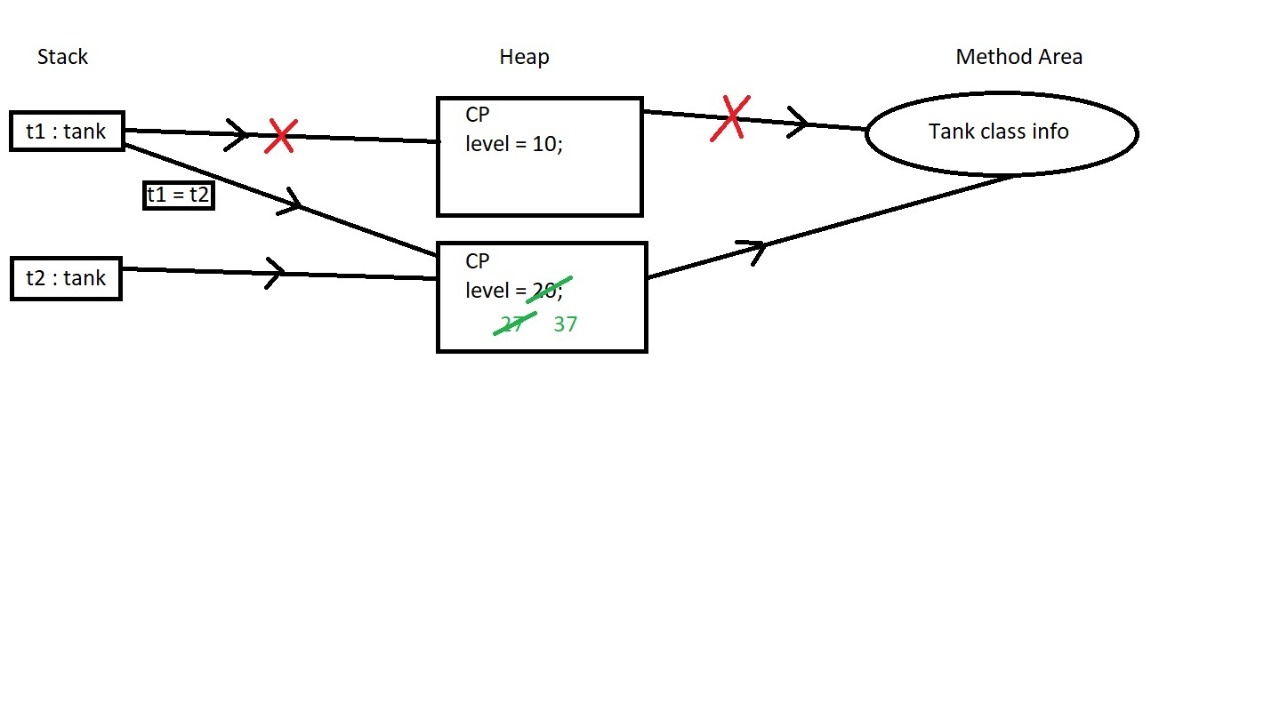 Stack
Heap
Method Area
t1 : tank
CP
level = 10;
Tank class info
t1 = t2
t2 : tank
CP
level = 20;
27 37